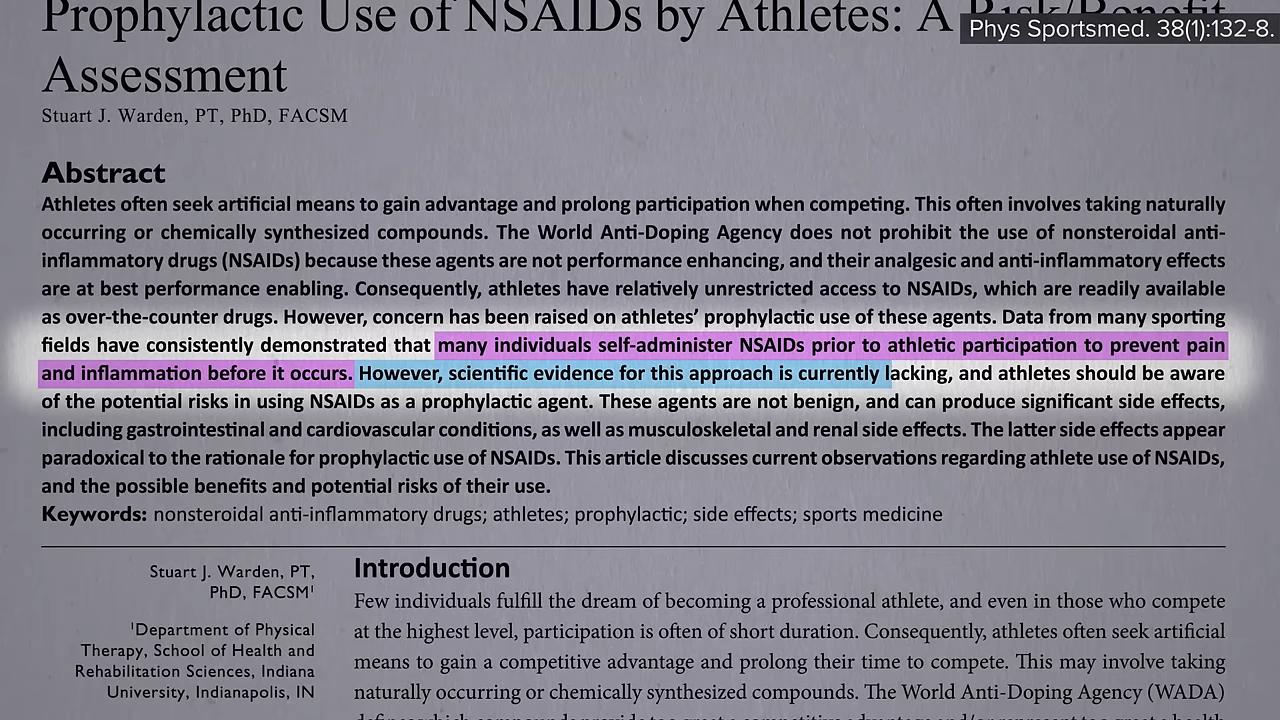 Prophylactic Use of NSAIDs by Athletes: A Risk/Benefit
Phys Sportsmed. 38(1):132-8.
Assessment
Stuart J. Warden, PT, PhD, FACSM
Abstract
Athletes often seek artificial means to gain advantage and prolong participation when competing. This often involves taking naturally
occurring or chemically synthesized compounds. The World Anti-Doping Agency does not prohibit the use of nonsteroidal anti-
inflammatory drugs (NSAIDs) because these agents are not performance enhancing, and their analgesic and anti-inflammatory effects
are at best performance enabling. Consequently, athletes have relatively unrestricted access to NSAIDs, which are readily available
as over-the-counter drugs. However, concern has been raised on athletes’ prophylactic use of these agents. Data from many sporting
fields have consistently demonstrated that many individuals self-administer NSAIDs prior to athletic participation to prevent pain
and inflammation before it occurs. However, scientific evidence for this approach is currently lacking, and athletes should be aware
of the potential risks in using NSAIDs as a prophylactic agent. These agents are not benign, and can produce significant side effects,
including gastrointestinal and cardiovascular conditions, as well as musculoskeletal and renal side effects. The latter side effects appear
paradoxical to the rationale for prophylactic use of NSAIDs. This article discusses current observations regarding athlete use of NSAIDs,
and the possible benefits and potential risks of their use.
Keywords: nonsteroidal anti-inflammatory drugs; athletes; prophylactic; side effects; sports medicine
Stuart J. Warden, PT,
PhD, FACSM¹
¹Department of Physical
Therapy, School of Health and
Rehabilitation Sciences, Indiana
University, Indianapolis, IN
Introduction
Few individuals fulfill the dream of becoming a professional athlete, and even in those who compete
at the highest level, participation is often of short duration. Consequently, athletes often seek artificial
means to gain a competitive advantage and prolong their time to compete. This may involve taking
naturally occurring or chemically synthesized compounds. The World Anti-Doping Agency (WADA)